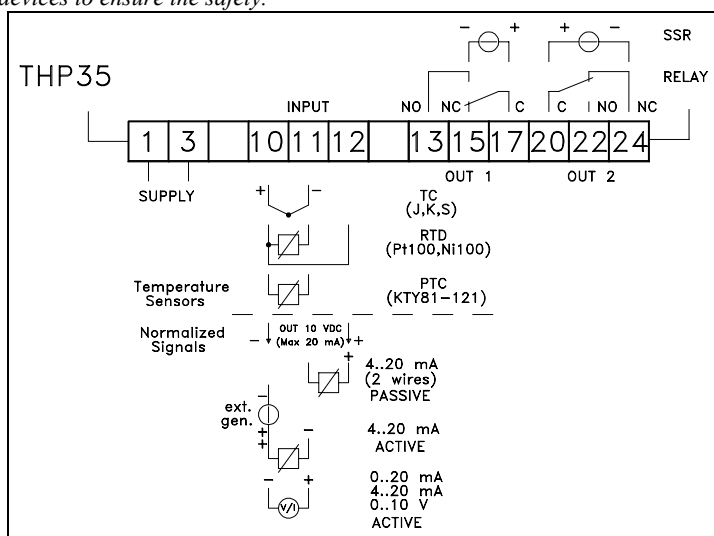 devices to ensure the safety.
THP35
SSR
RELAY
- + + -
INPUT NO NC C C NO NC
1 3 10 11 12 13 15 17 20 22 24
SUPPLY OUT 1 OUT 2
+ -
TC
(J,K,S)
RTD
(Pt100,Ni100)
Temperature
Sensors
PTC
(KTY81-121)
Normalized
Signals
- OUT 10 VDC +
(Max 20 mA)
+
4..20 mA
(2 wires)
PASSIVE
-
ext.
gen.
+
+ -
4..20 mA
ACTIVE
- +
V/I
0..20 mA
4..20 mA
0..10 V
ACTIVE